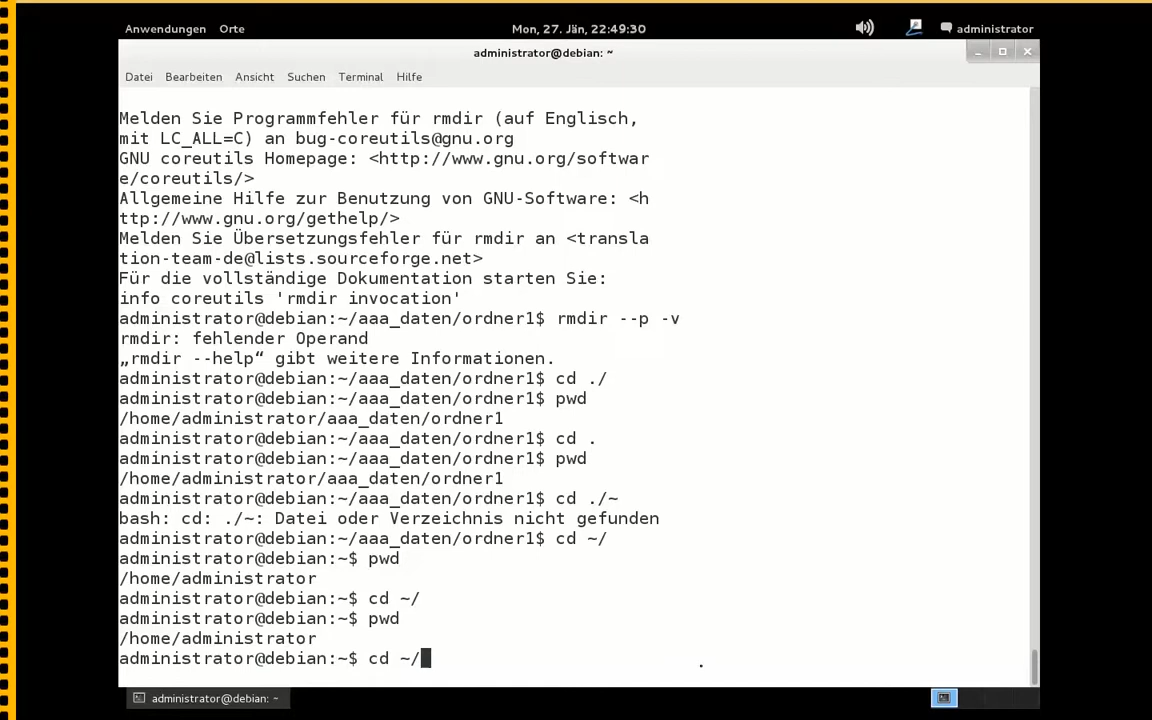 Anwendungen Orte Mon, 27. Jän, 22:49:30 administrator
administrator@debian: ~
Datei Bearbeiten Ansicht Suchen Terminal Hilfe
Melden Sie Programmfehler für rmdir (auf Englisch,
mit LC_ALL=C) an bug-coreutils@gnu.org
GNU coreutils Homepage: <http://www.gnu.org/softwar
e/coreutils/>
Allgemeine Hilfe zur Benutzung von GNU-Software: <h
ttp://www.gnu.org/gethelp/>
Melden Sie Übersetzungsfehler für rmdir an <transla
tion-team-de@lists.sourceforge.net>
Für die vollständige Dokumentation starten Sie:
info coreutils 'rmdir invocation'
administrator@debian:~/aaa_daten/ordner1$ rmdir --p -v
rmdir: fehlender Operand
„rmdir --help“ gibt weitere Informationen.
administrator@debian:~/aaa_daten/ordner1$ cd ./
administrator@debian:~/aaa_daten/ordner1$ pwd
/home/administrator/aaa_daten/ordner1
administrator@debian:~/aaa_daten/ordner1$ cd .
administrator@debian:~/aaa_daten/ordner1$ pwd
/home/administrator/aaa_daten/ordner1
administrator@debian:~/aaa_daten/ordner1$ cd ./~
bash: cd: ./~: Datei oder Verzeichnis nicht gefunden
administrator@debian:~/aaa_daten/ordner1$ cd ~/
administrator@debian:~$ pwd
/home/administrator
administrator@debian:~$ cd ~/
administrator@debian:~$ pwd
/home/administrator
administrator@debian:~$ cd ~/
administrator@debian: ~